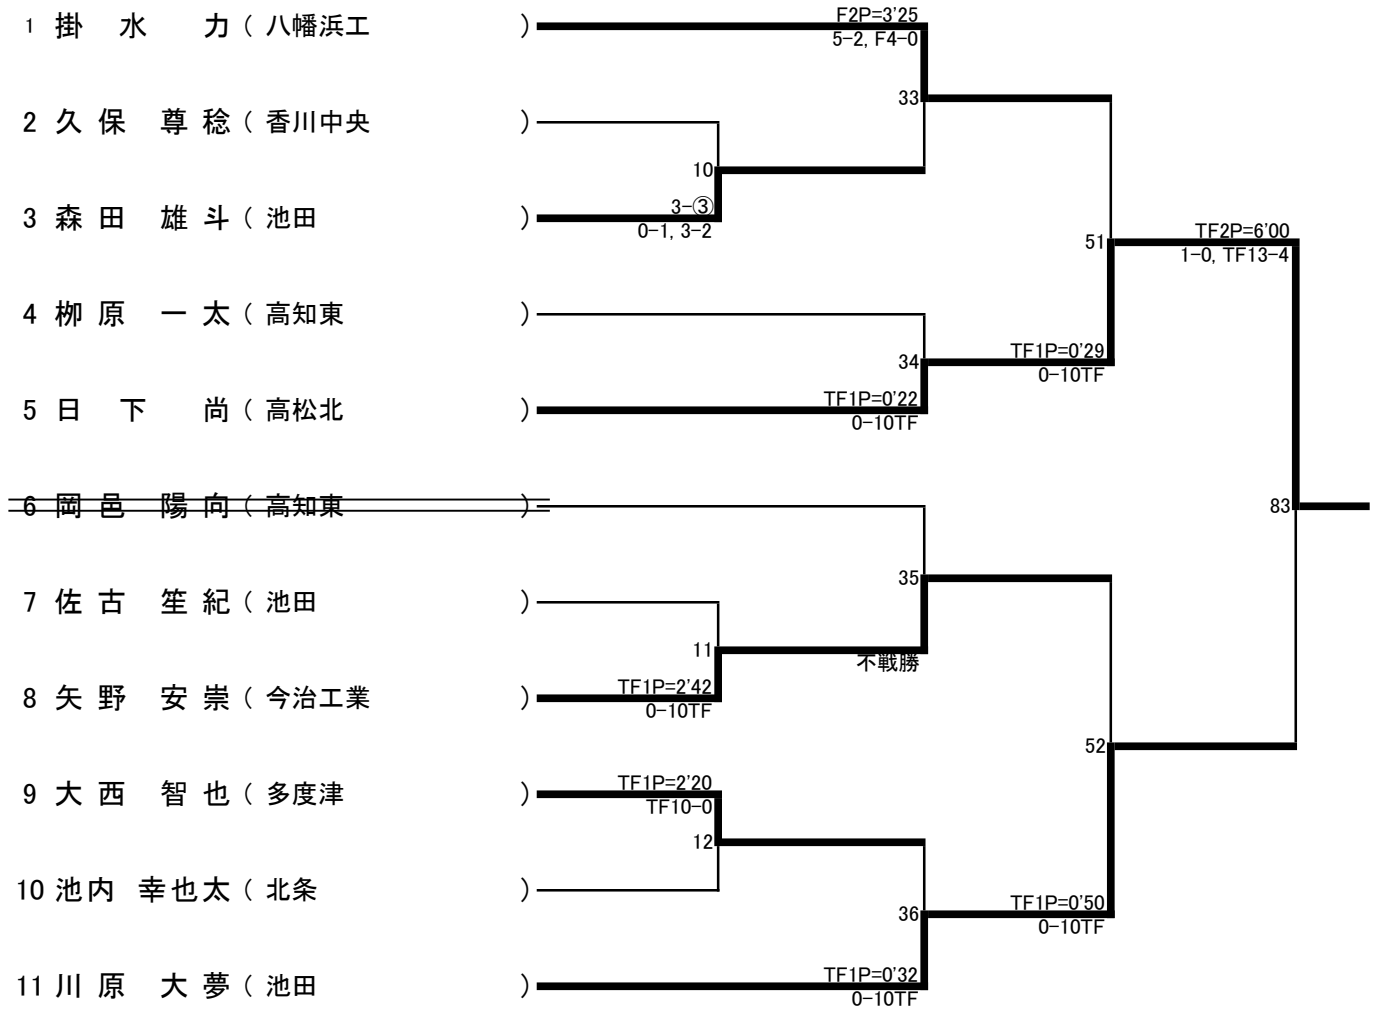 1 掛 水 力 ( 八幡浜工 )
F2P=3'25
5-2, F4-0
33
2 久 保 尊 稔 ( 香川中央 )
10
3 森 田 雄 斗 ( 池田 )
3-③
0-1, 3-2
51
TF2P=6'00
1-0, TF13-4
4 栁 原 一 太 ( 高知東 )
34
TF1P=0'29
0-10TF
5 日 下 尚 ( 高松北 )
TF1P=0'22
0-10TF
6 岡 邑 陽 向 ( 高知東 )
83
35
7 佐 古 笙 紀 ( 池田 )
11
不戦勝
8 矢 野 安 崇 ( 今治工業 )
TF1P=2'42
0-10TF
52
9 大 西 智 也 ( 多度津 )
TF1P=2'20
TF10-0
12
10 池内 幸也太 ( 北条 )
36
TF1P=0'50
0-10TF
11 川 原 大 夢 ( 池田 )
TF1P=0'32
0-10TF